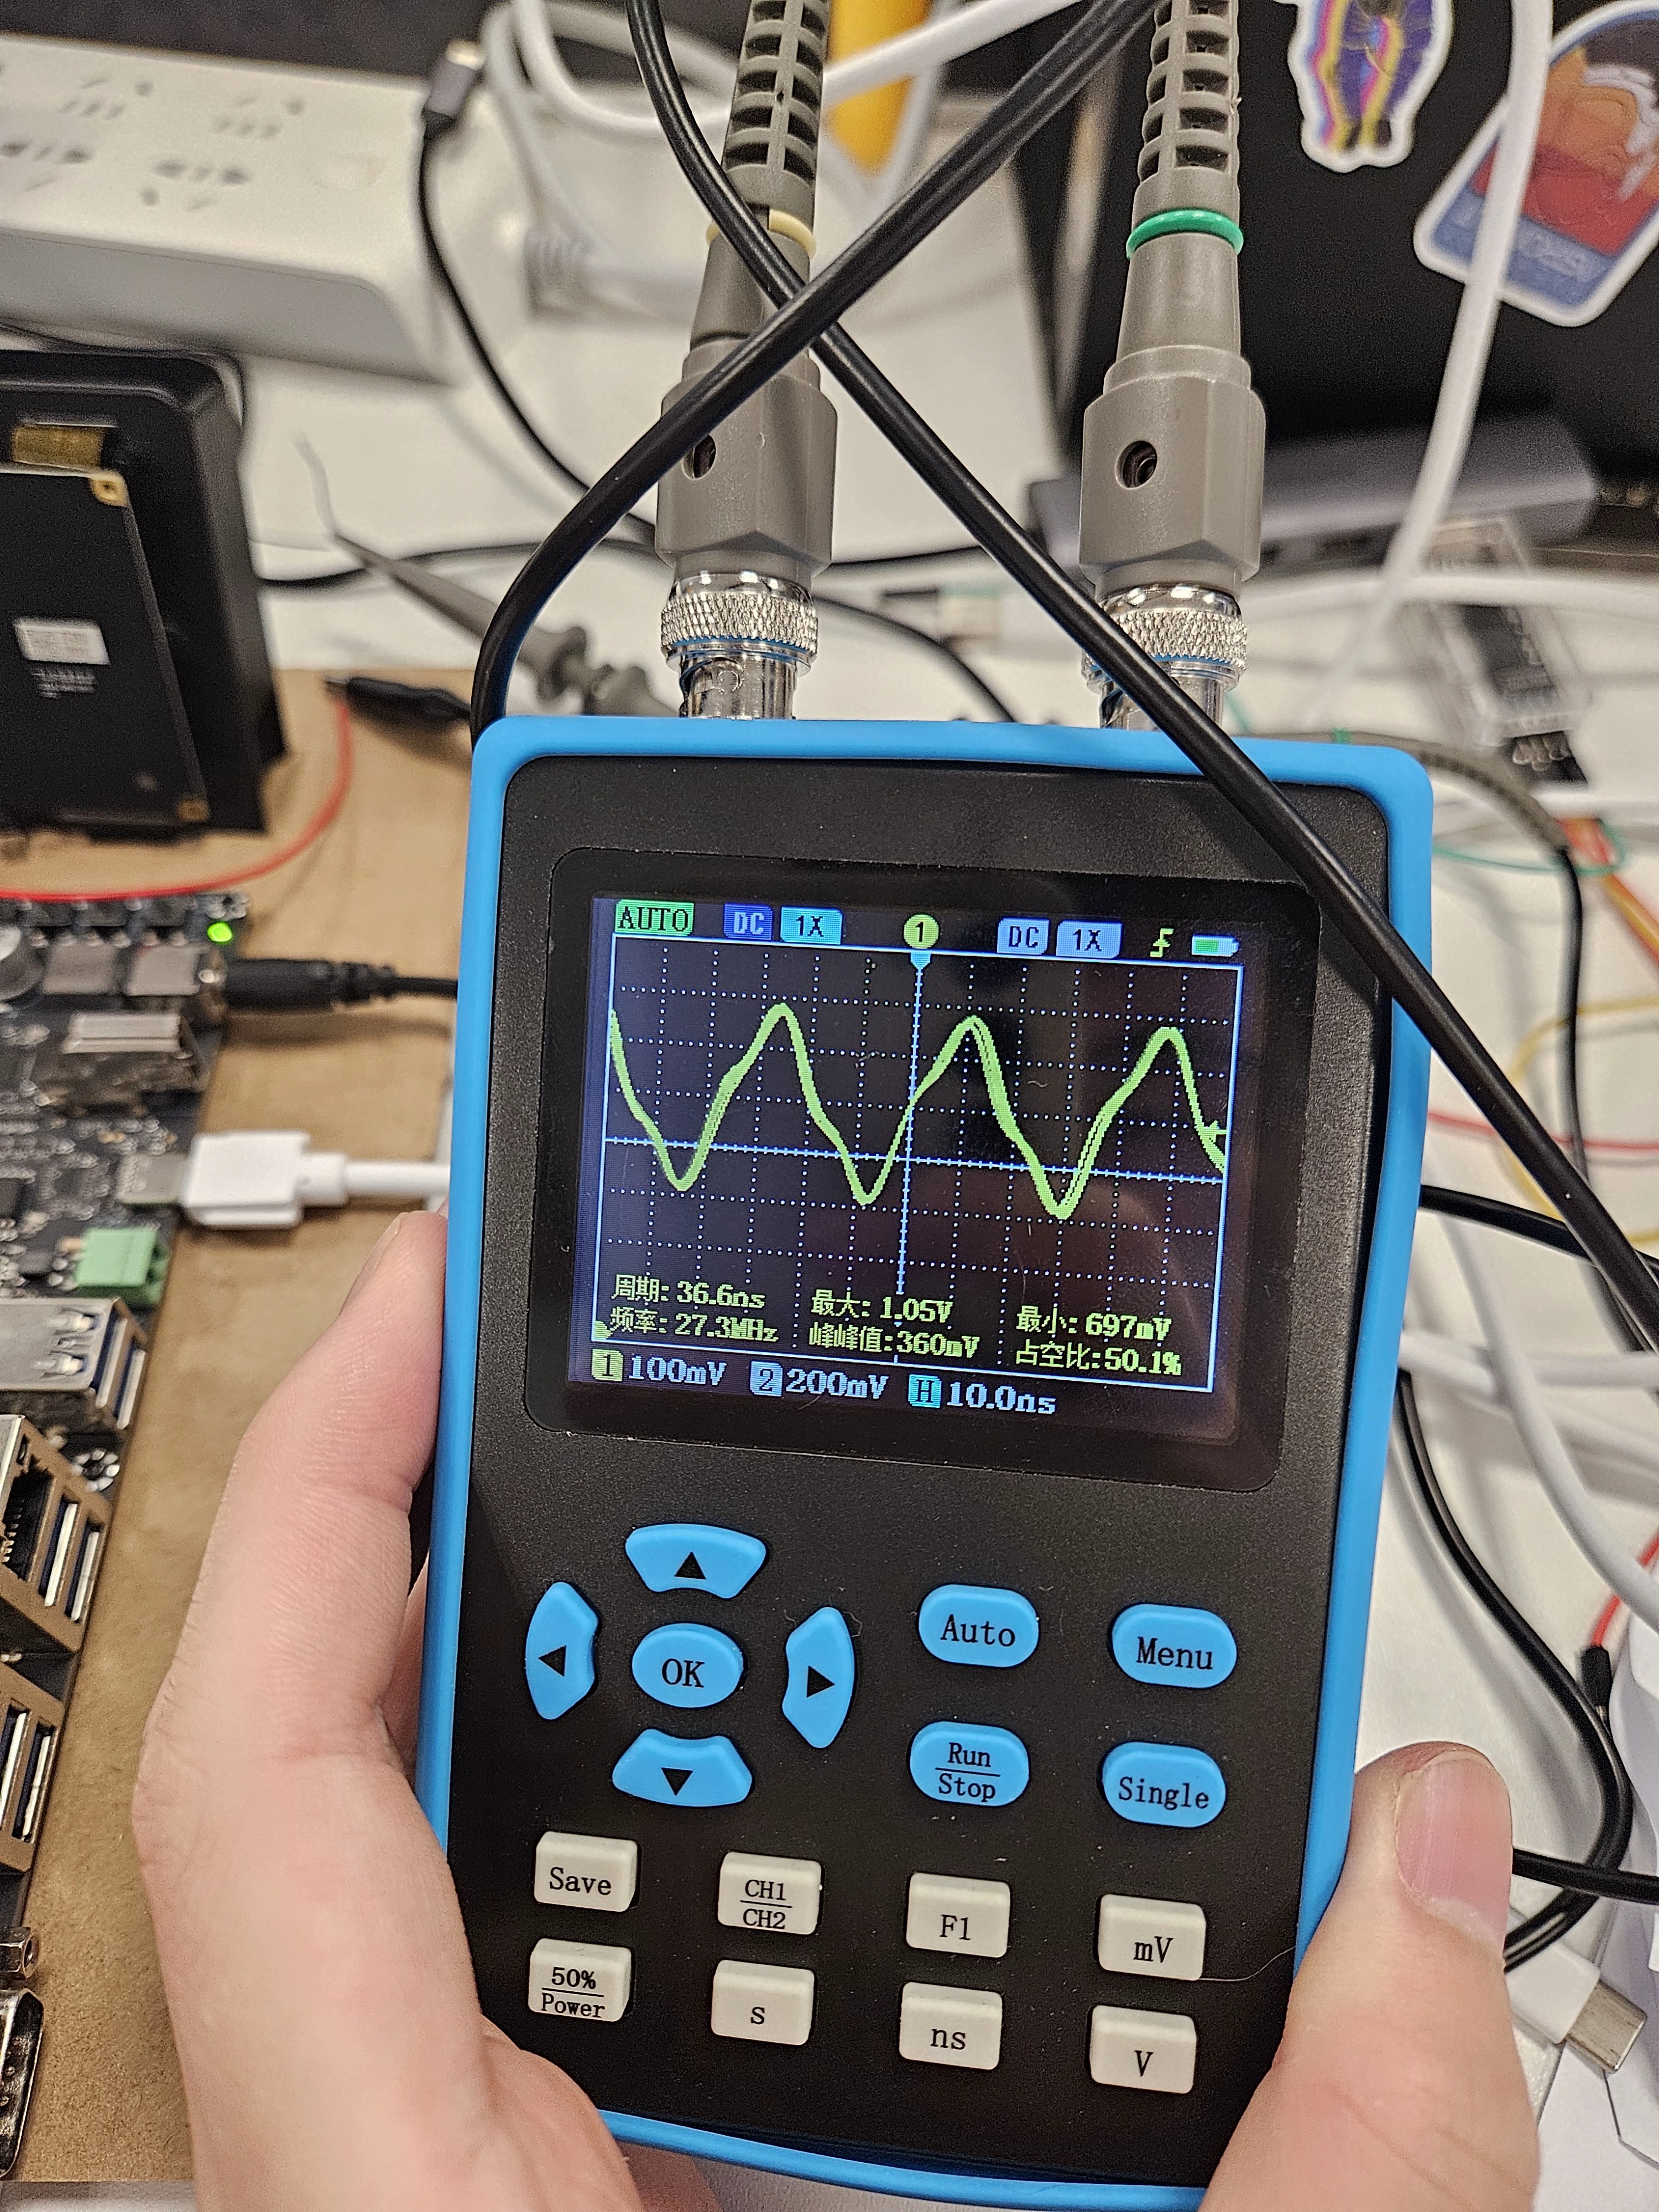 AUTO DC 1X 1 DC 1X
周期: 36.6ns 最大: 1.05V 最小: 697mV
频率: 27.3MHz 峰峰值:360mV 占空比:50.1%
1 100mV 2 200mV H 10.0ns
Auto Menu
OK
Run
Stop
Single
Save
CH1
CH2
F1
mV
50%
Power
s
ns
V